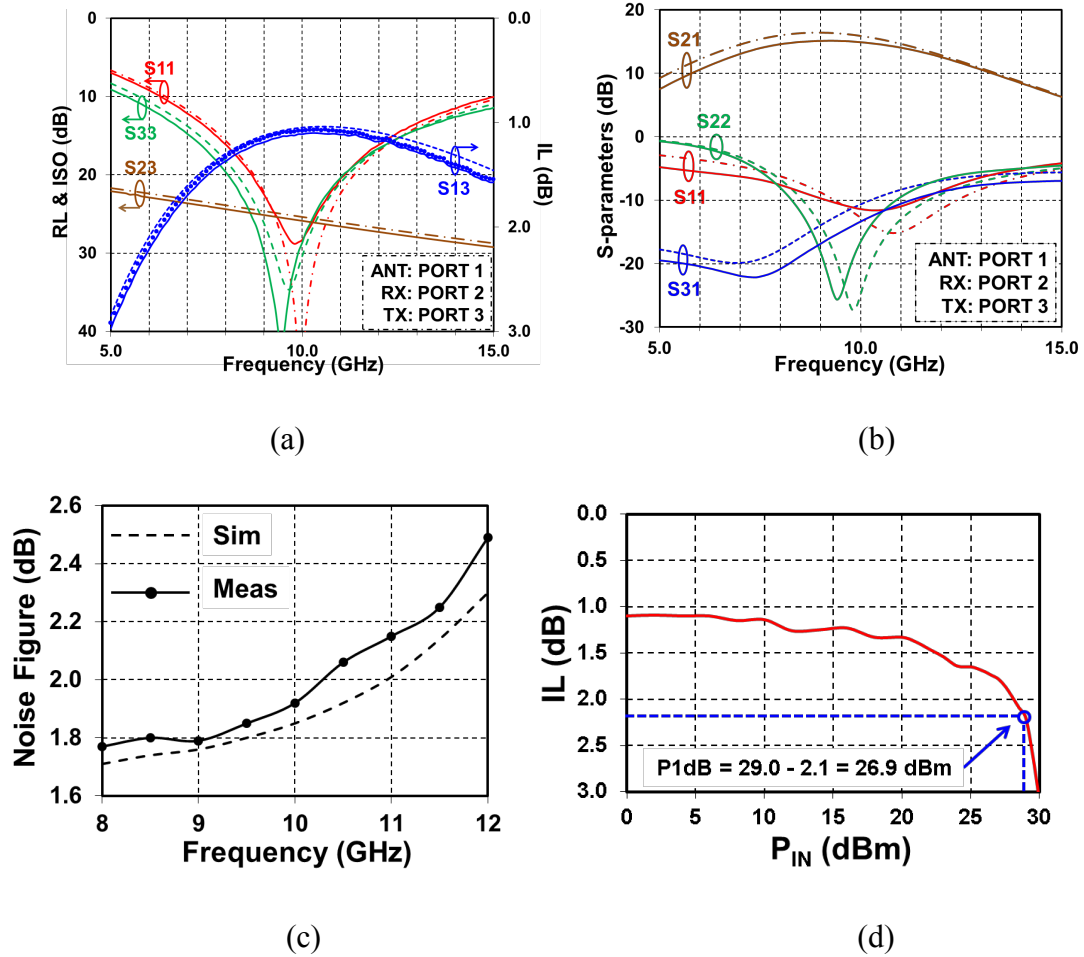 0
10
20
30
40
RL & ISO (dB)
0.0
1.0
2.0
3.0
IL (dB)
S11
S33
S23
S13
ANT: PORT 1
RX: PORT 2
TX: PORT 3
5.0
10.0
15.0
Frequency (GHz)
(a)
20
10
0
-10
-20
-30
S-parameters (dB)
S21
S22
S11
S31
ANT: PORT 1
RX: PORT 2
TX: PORT 3
5.0
10.0
15.0
Frequency (GHz)
(b)
2.6
2.4
2.2
2.0
1.8
1.6
Noise Figure (dB)
Sim
Meas
8
9
10
11
12
Frequency (GHz)
(c)
0.0
0.5
1.0
1.5
2.0
2.5
3.0
IL (dB)
P1dB = 29.0 - 2.1 = 26.9 dBm
0
5
10
15
20
25
30
PIN (dBm)
(d)